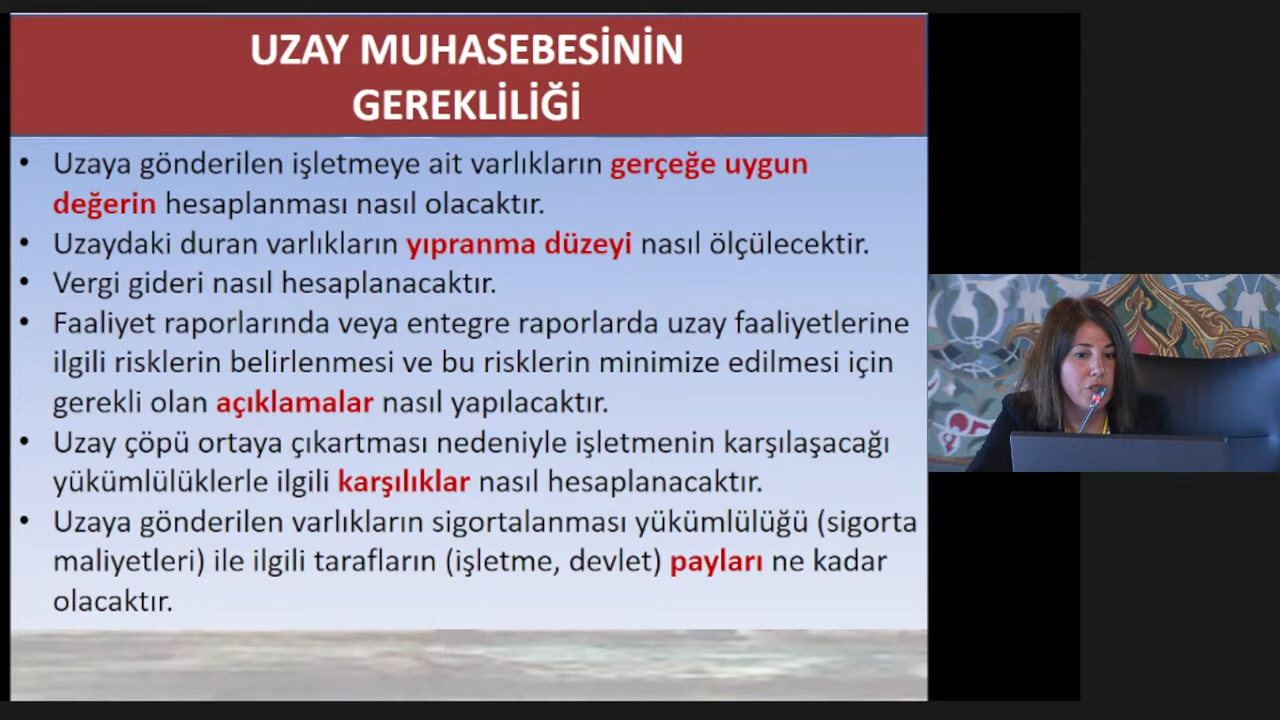 UZAY MUHASEBESİNİN
GEREKLİLİĞİ
• Uzaya gönderilen işletmeye ait varlıkların gerçeğe uygun
değerin hesaplanması nasıl olacaktır.
• Uzaydaki duran varlıkların yıpranma düzeyi nasıl ölçülecektir.
• Vergi gideri nasıl hesaplanacaktır.
• Faaliyet raporlarında veya entegre raporlarda uzay faaliyetlerine
ilgili risklerin belirlenmesi ve bu risklerin minimize edilmesi için
gerekli olan açıklamalar nasıl yapılacaktır.
• Uzay çöpü ortaya çıkartması nedeniyle işletmenin karşılaşacağı
yükümlülüklerle ilgili karşılıklar nasıl hesaplanacaktır.
• Uzaya gönderilen varlıkların sigortalanması yükümlülüğü (sigorta
maliyetleri) ile ilgili tarafların (işletme, devlet) payları ne kadar
olacaktır.